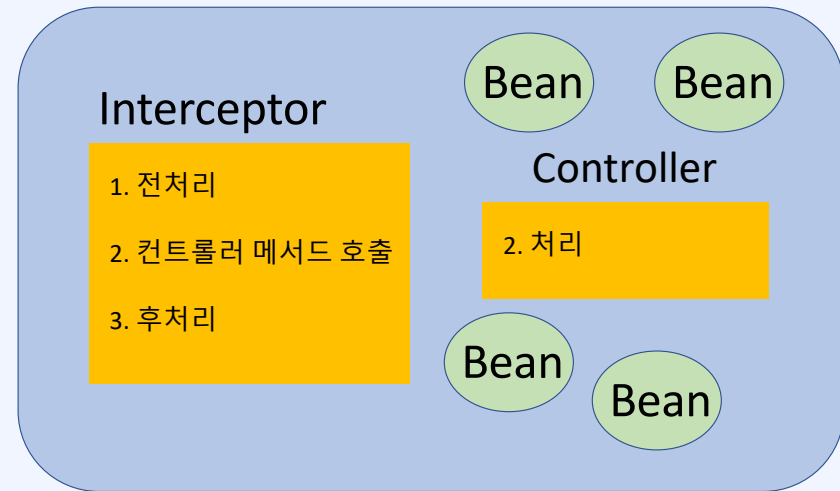 Interceptor
1. 전처리
2. 컨트롤러 메서드 호출
3. 후처리
Bean
Bean
Controller
2. 처리
Bean
Bean